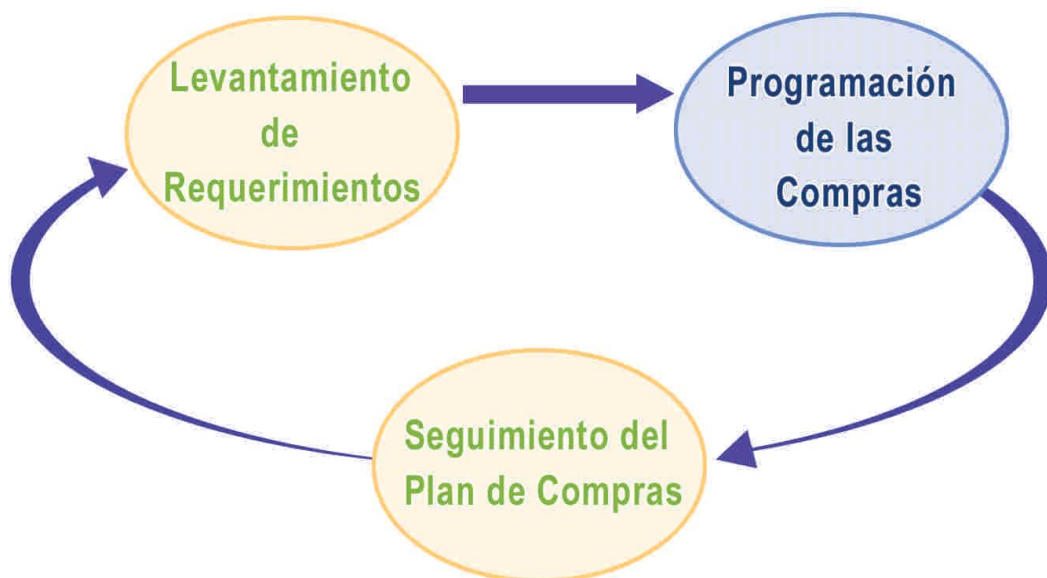 Levantamiento
de
Requerimientos
Programación
de las
Compras
Seguimiento del
Plan de Compras